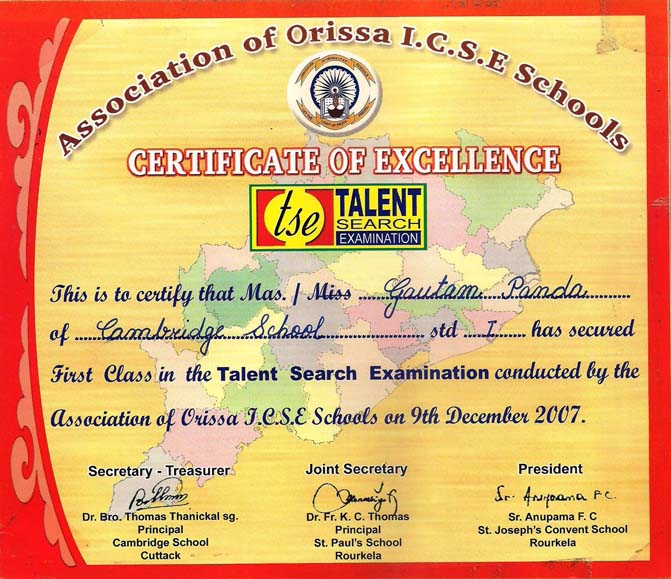 Association of Orissa I.C.S.E Schools
CERTIFICATE OF EXCELLENCE
tse TALENT
SEARCH
EXAMINATION
This is to certify that Mas. / Miss ......Gautam Panda..........
of ....Cambridge School.................... std ....I...... has secured
First Class in the Talent Search Examination conducted by the
Association of Orissa I.C.S.E Schools on 9th December 2007.
Secretary - Treasurer Joint Secretary President
Sr. Anupama F.C.
Dr. Bro. Thomas Thanickal sg. Dr. Fr. K. C. Thomas Sr. Anupama F. C
Principal Principal St. Joseph's Convent School
Cambridge School St. Paul's School Rourkela
Cuttack Rourkela